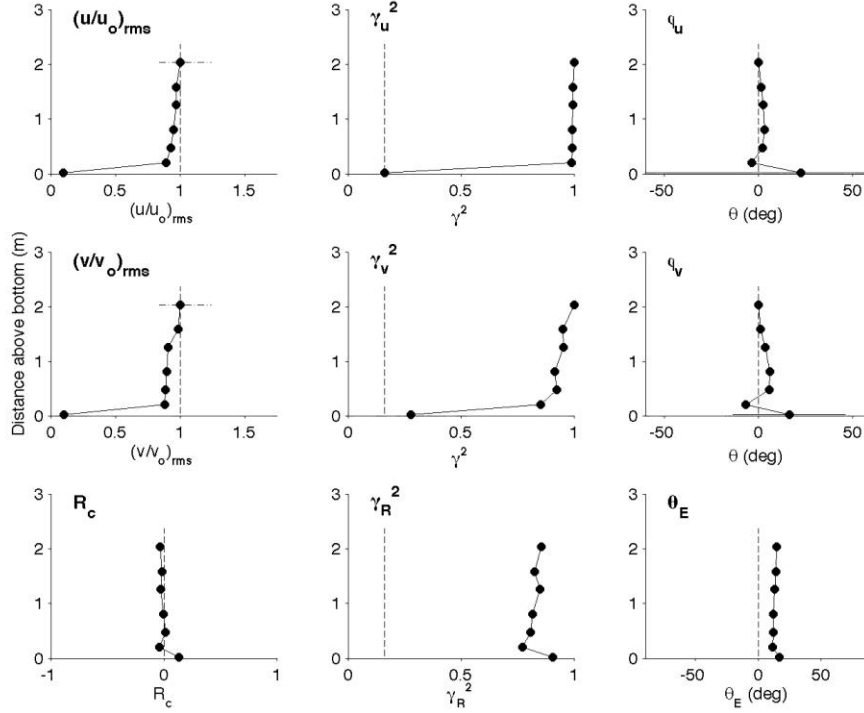 (u/u_o)_rms γ_u^2 q_u
3 3 3
2 2 2
1 1 1
0 0 0
0 0.5 1 1.5 0 0.5 1 -50 0 50
(u/u_o)_rms γ^2 θ (deg)
Distance above bottom (m)
(v/v_o)_rms γ_v^2 q_v
3 3 3
2 2 2
1 1 1
0 0 0
0 0.5 1 1.5 0 0.5 1 -50 0 50
(v/v_o)_rms γ^2 θ (deg)
R_c γ_R^2 θ_E
3 3 3
2 2 2
1 1 1
0 0 0
-1 0 1 0 0.5 1 -50 0 50
R_c γ_R^2 θ_E (deg)